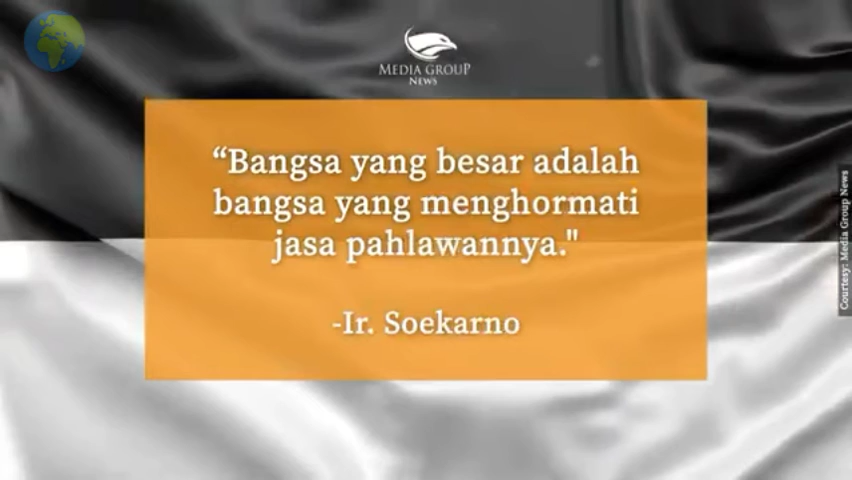 MEDIA GROUP
NEWS
“Bangsa yang besar adalah
bangsa yang menghormati
jasa pahlawannya."
-Ir. Soekarno
Courtesy: Media Group News